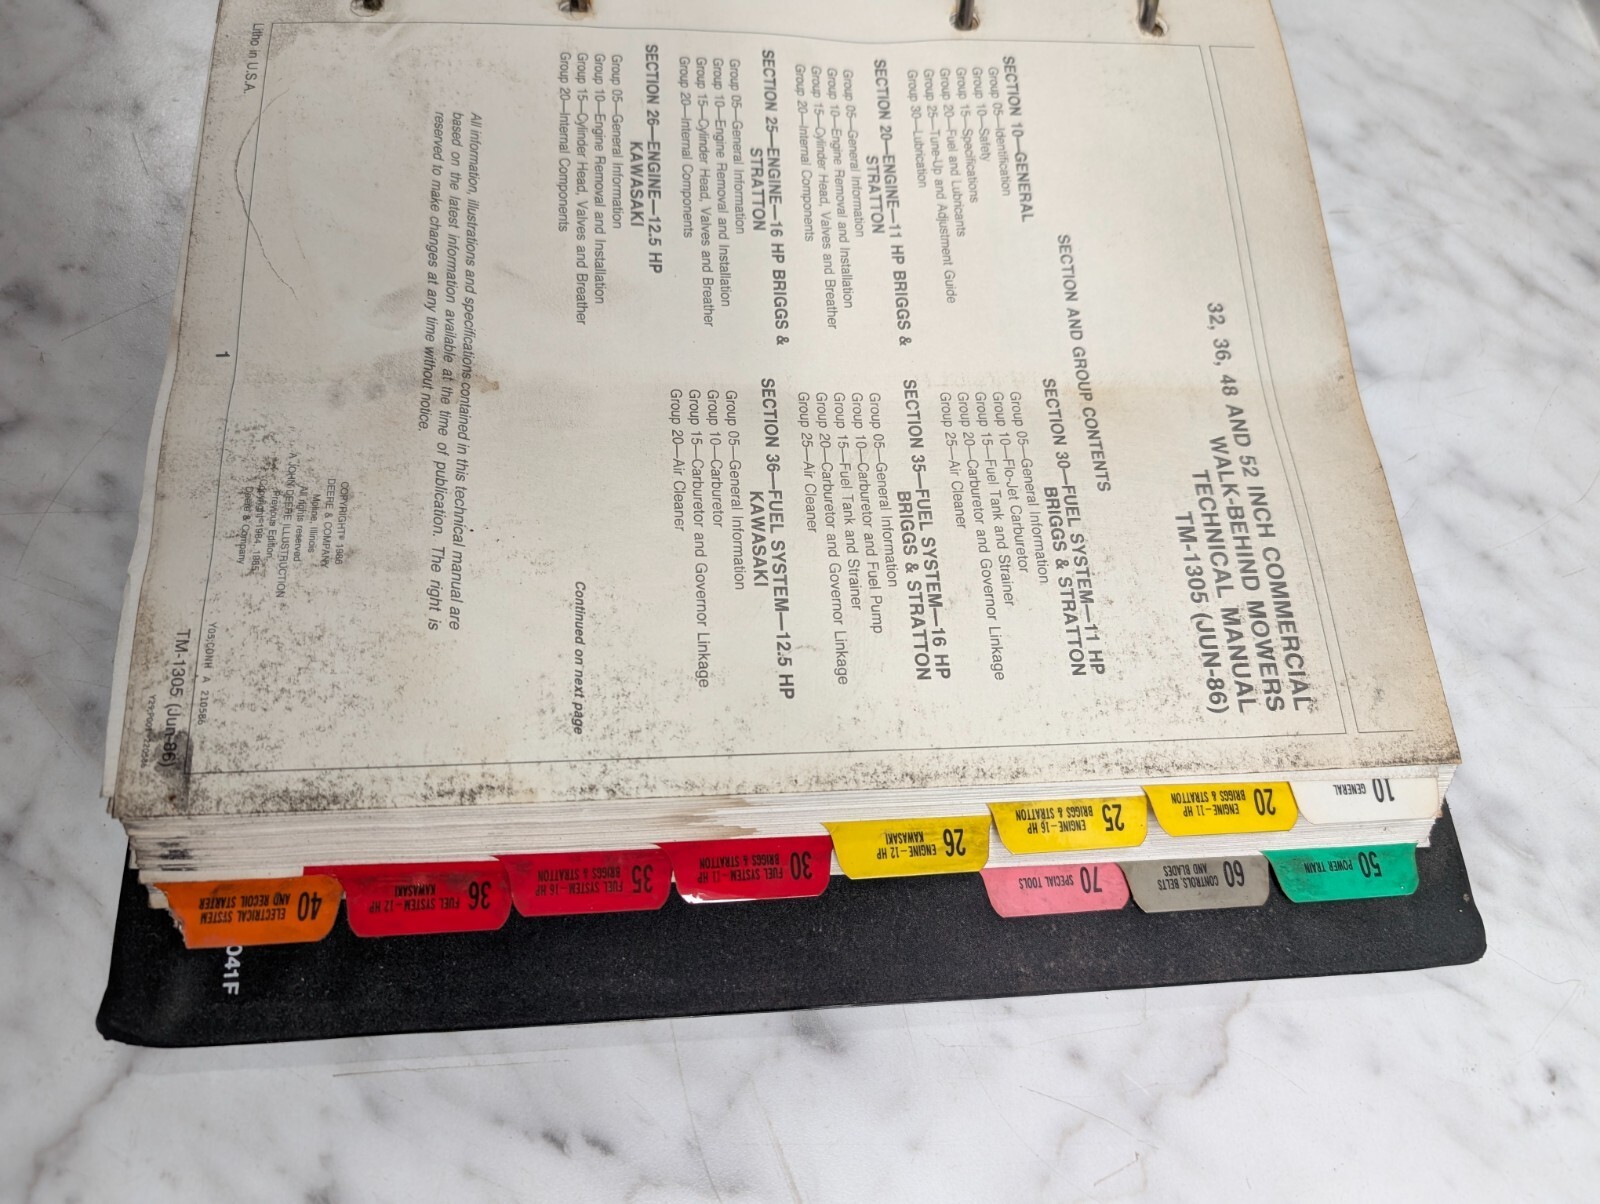 32, 36, 48 AND 52 INCH COMMERCIAL
WALK-BEHIND MOWERS
TECHNICAL MANUAL
TM-1305 (JUN-86)
SECTION AND GROUP CONTENTS
SECTION 10—GENERAL
Group 05—Identification
Group 10—Safety
Group 15—Specifications
Group 20—Fuel and Lubricants
Group 25—Tune-Up and Adjustment Guide
Group 30—Lubrication
SECTION 20—ENGINE—11 HP BRIGGS &
STRATTON
Group 05—General Information
Group 10—Engine Removal and Installation
Group 15—Cylinder Head, Valves and Breather
Group 20—Internal Components
SECTION 25—ENGINE—16 HP BRIGGS &
STRATTON
Group 05—General Information
Group 10—Engine Removal and Installation
Group 15—Cylinder Head, Valves and Breather
Group 20—Internal Components
SECTION 26—ENGINE—12.5 HP
KAWASAKI
Group 05—General Information
Group 10—Engine Removal and Installation
Group 15—Cylinder Head, Valves and Breather
Group 20—Internal Components
SECTION 30—FUEL SYSTEM—11 HP
BRIGGS & STRATTON
Group 05—General Information
Group 10—Flo-Jet Carburetor
Group 15—Fuel Tank and Strainer
Group 20—Carburetor and Governor Linkage
Group 25—Air Cleaner
SECTION 35—FUEL SYSTEM—16 HP
BRIGGS & STRATTON
Group 05—General Information
Group 10—Carburetor and Fuel Pump
Group 15—Fuel Tank and Strainer
Group 20—Carburetor and Governor Linkage
Group 25—Air Cleaner
SECTION 36—FUEL SYSTEM—12.5 HP
KAWASAKI
Group 05—General Information
Group 10—Carburetor
Group 15—Carburetor and Governor Linkage
Group 20—Air Cleaner
Continued on next page
All information, illustrations and specifications contained in this technical manual are
based on the latest information available at the time of publication. The right is
reserved to make changes at any time without notice.
COPYRIGHT® 1986
DEERE & COMPANY
Moline, Illinois
All rights reserved
A JOHN DEERE ILLUSTRUCTION
Previous Edition
Copyright 1984, 1985
Deere & Company
Litho in U.S.A.
1
Y05;CDNH A 210586
TM-1305 (Jun-86)
10 GENERAL
20 ENGINE-11 HP
BRIGGS & STRATTON
25 ENGINE-16 HP
BRIGGS & STRATTON
26 ENGINE-12 HP
KAWASAKI
30 FUEL SYSTEM-11 HP
BRIGGS & STRATTON
35 FUEL SYSTEM-16 HP
BRIGGS & STRATTON
36 FUEL SYSTEM-12 HP
KAWASAKI
40 ELECTRICAL SYSTEM
AND RECOIL STARTER
50 POWER TRAIN
60 CONTROLS, BELTS
AND BLADES
70 SPECIAL TOOLS
041F